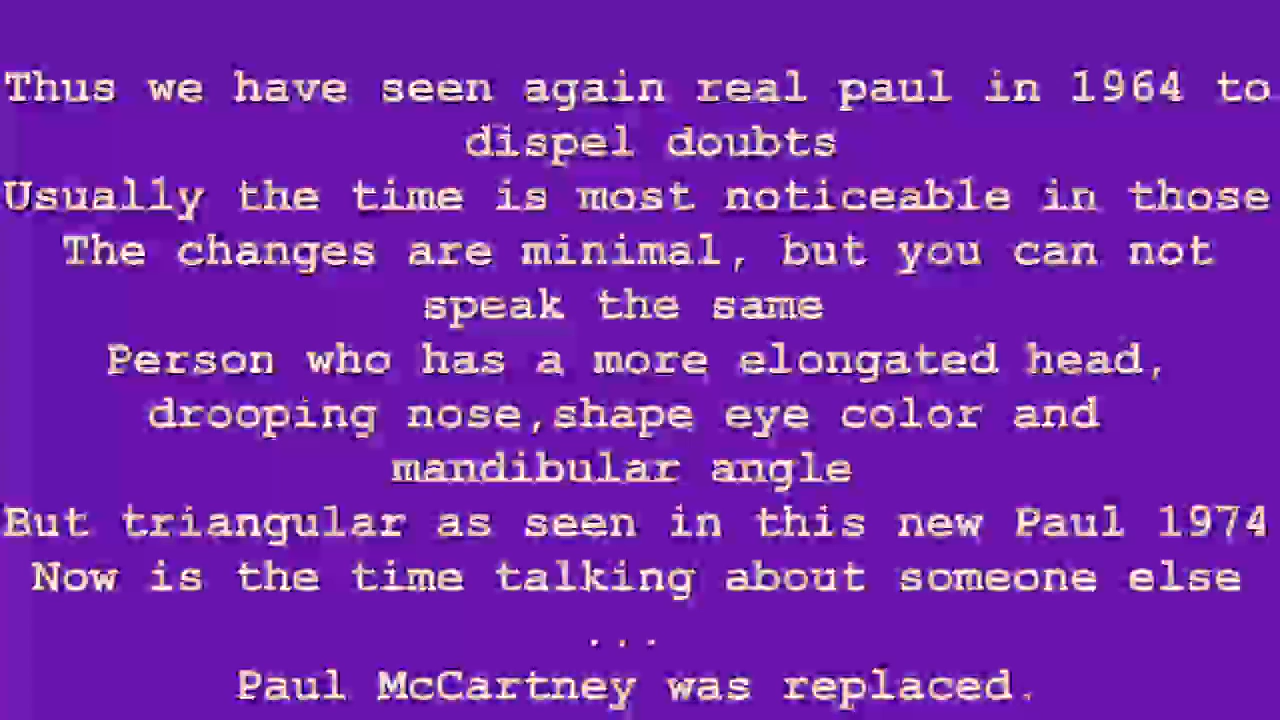 Thus we have seen again real paul in 1964 to
dispel doubts
Usually the time is most noticeable in those
The changes are minimal, but you can not
speak the same
Person who has a more elongated head,
drooping nose,shape eye color and
mandibular angle
But triangular as seen in this new Paul 1974
Now is the time talking about someone else
...
Paul McCartney was replaced.